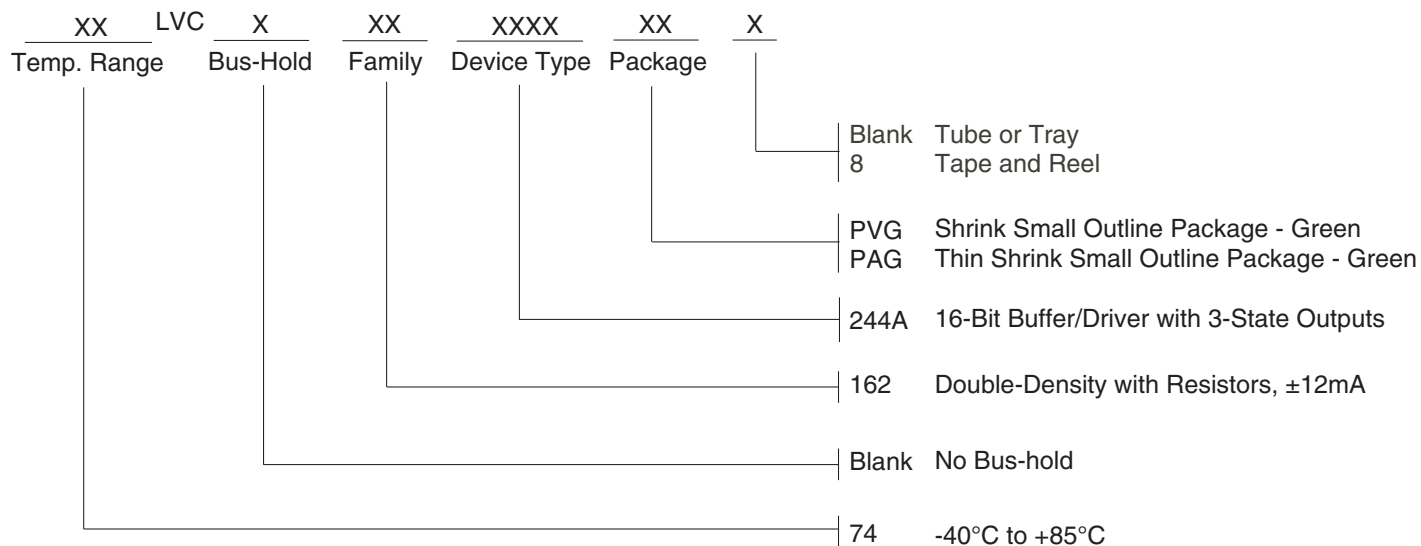 XX LVC X XX XXXX XX X
Temp. Range Bus-Hold Family Device Type Package
Blank Tube or Tray
8 Tape and Reel
PVG Shrink Small Outline Package - Green
PAG Thin Shrink Small Outline Package - Green
244A 16-Bit Buffer/Driver with 3-State Outputs
162 Double-Density with Resistors, ±12mA
Blank No Bus-hold
74 -40°C to +85°C